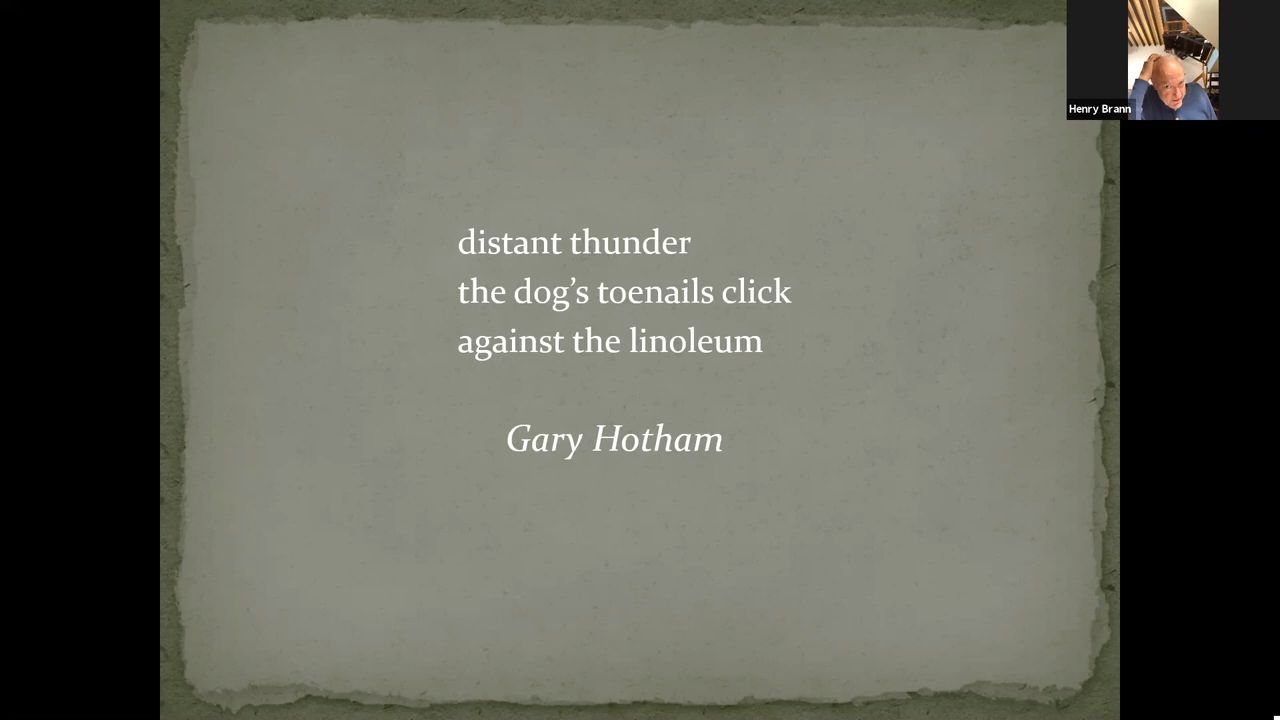 Henry Brann
distant thunder
the dog’s toenails click
against the linoleum
Gary Hotham